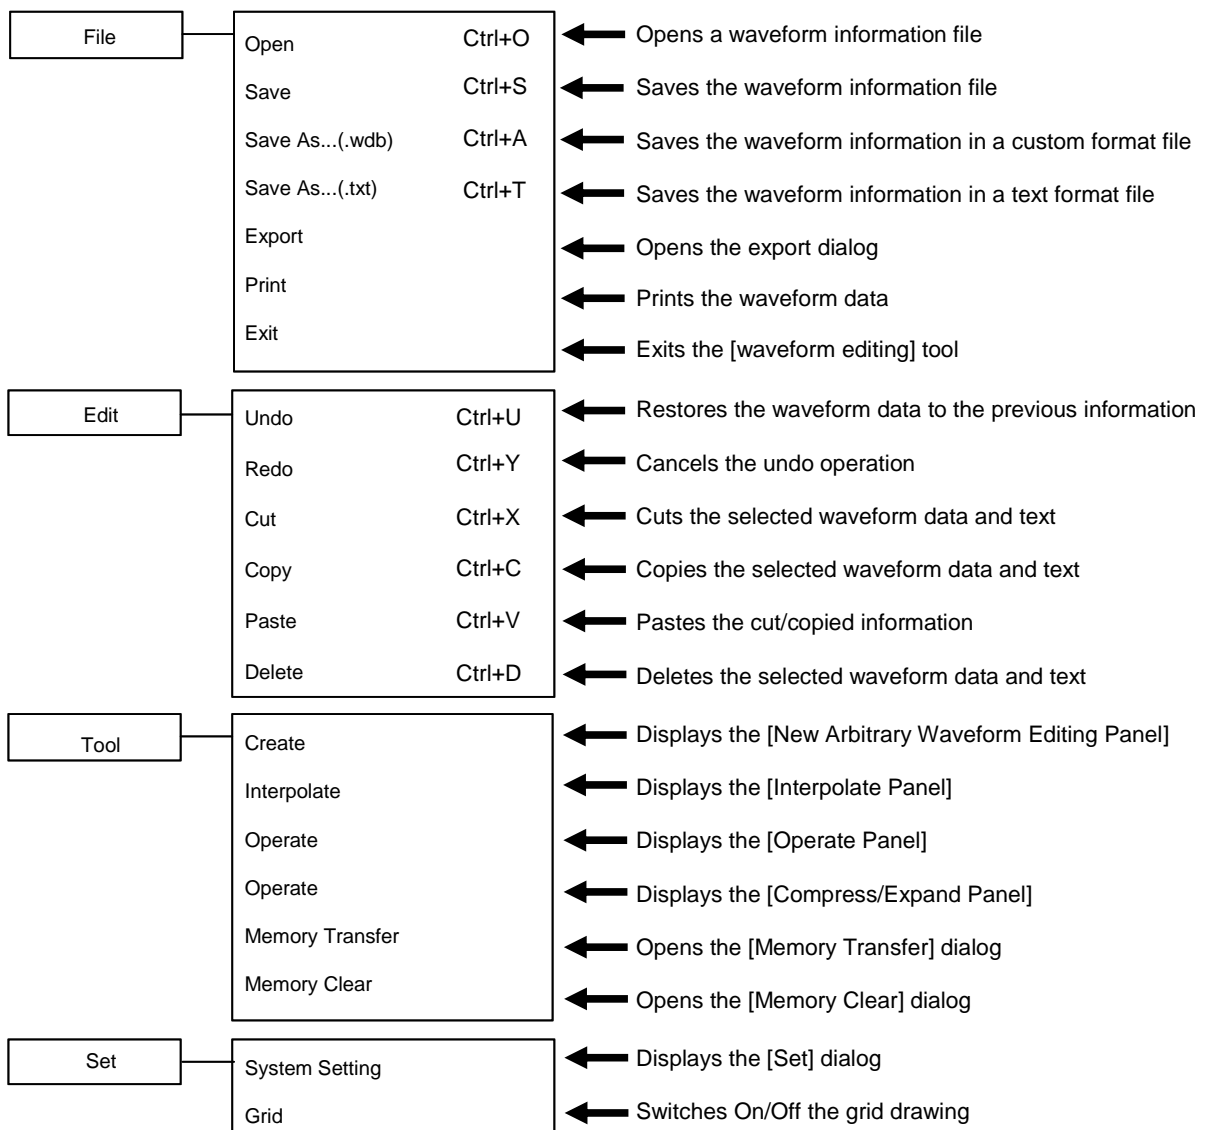 File
Open Ctrl+O Opens a waveform information file
Save Ctrl+S Saves the waveform information file
Save As...(.wdb) Ctrl+A Saves the waveform information in a custom format file
Save As...(.txt) Ctrl+T Saves the waveform information in a text format file
Export Opens the export dialog
Print Prints the waveform data
Exit Exits the [waveform editing] tool
Edit
Undo Ctrl+U Restores the waveform data to the previous information
Redo Ctrl+Y Cancels the undo operation
Cut Ctrl+X Cuts the selected waveform data and text
Copy Ctrl+C Copies the selected waveform data and text
Paste Ctrl+V Pastes the cut/copied information
Delete Ctrl+D Deletes the selected waveform data and text
Tool
Create Displays the [New Arbitrary Waveform Editing Panel]
Interpolate Displays the [Interpolate Panel]
Operate Displays the [Operate Panel]
Operate Displays the [Compress/Expand Panel]
Memory Transfer Opens the [Memory Transfer] dialog
Memory Clear Opens the [Memory Clear] dialog
Set
System Setting Displays the [Set] dialog
Grid Switches On/Off the grid drawing